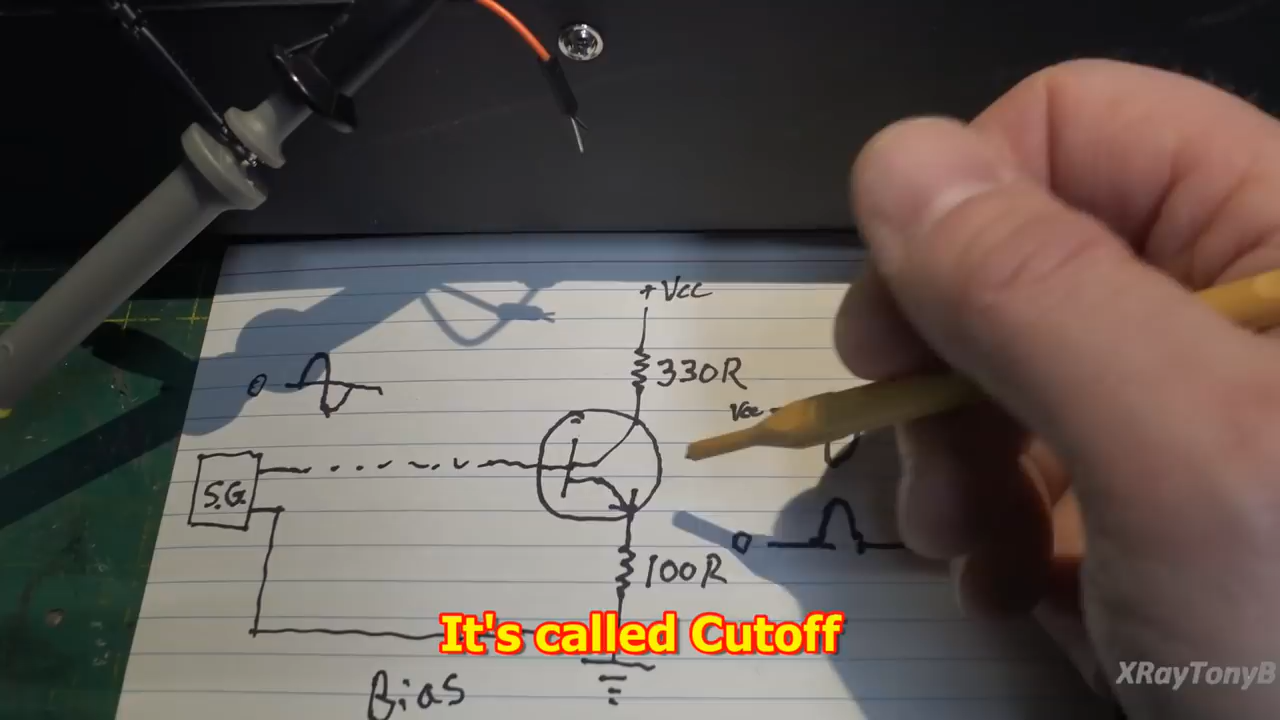 +Vcc
330R
Vcc
0
S.G
0
100R
It's called Cutoff
Bias
XRayTonyB